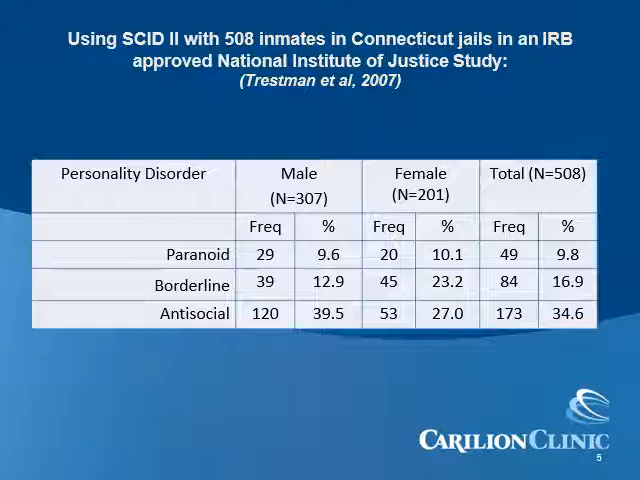 Using SCID II with 508 inmates in Connecticut jails in an IRB
approved National Institute of Justice Study:
(Trestman et al, 2007)
Personality Disorder Male (N=307) Female (N=201) Total (N=508)
Freq % Freq % Freq %
Paranoid 29 9.6 20 10.1 49 9.8
Borderline 39 12.9 45 23.2 84 16.9
Antisocial 120 39.5 53 27.0 173 34.6
CARILION CLINIC
5